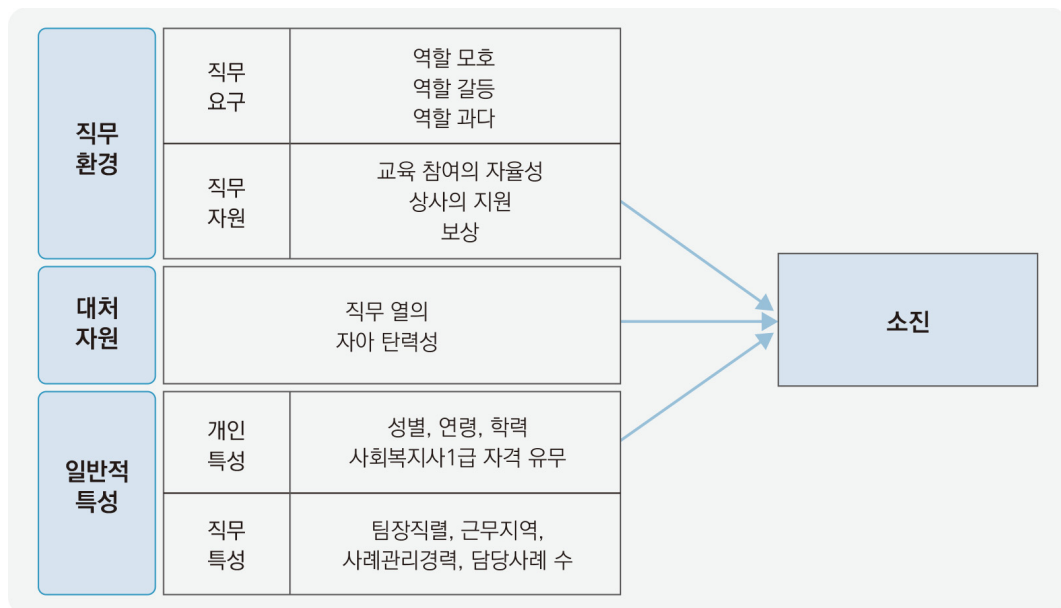 직무
환경
직무
요구
역할 모호
역할 갈등
역할 과다
직무
자원
교육 참여의 자율성
상사의 지원
보상
대처
자원
직무 열의
자아 탄력성
일반적
특성
개인
특성
성별, 연령, 학력
사회복지사1급 자격 유무
직무
특성
팀장직렬, 근무지역,
사례관리경력, 담당사례 수
소진